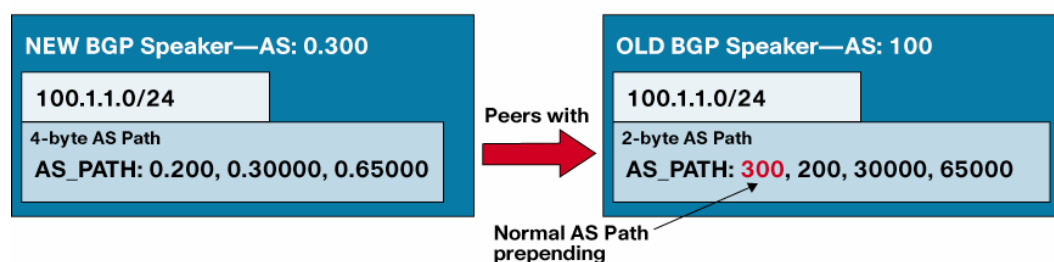 NEW BGP Speaker—AS: 0.300
100.1.1.0/24
4-byte AS Path
AS_PATH: 0.200, 0.30000, 0.65000
Peers with
OLD BGP Speaker—AS: 100
100.1.1.0/24
2-byte AS Path
AS_PATH: 300, 200, 30000, 65000
Normal AS Path
prepending